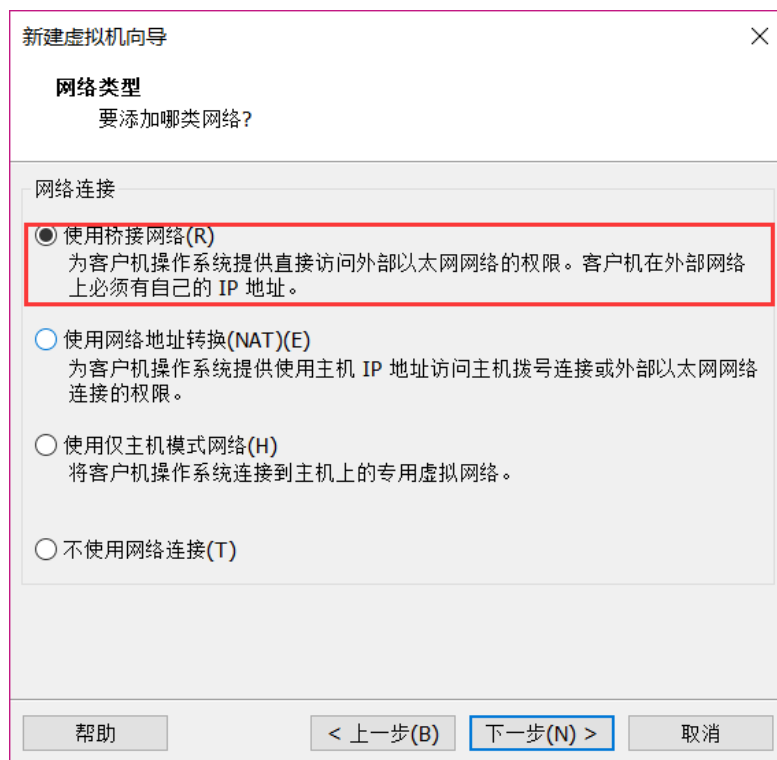 新建虚拟机向导
网络类型
要添加哪类网络?
网络连接
使用桥接网络(R)
为客户机操作系统提供直接访问外部以太网网络的权限。客户机在外部网络
上必须有自己的 IP 地址。
使用网络地址转换(NAT)(E)
为客户机操作系统提供使用主机 IP 地址访问主机拨号连接或外部以太网网络
连接的权限。
使用仅主机模式网络(H)
将客户机操作系统连接到主机上的专用虚拟网络。
不使用网络连接(T)
帮助
< 上一步(B)
下一步(N) >
取消